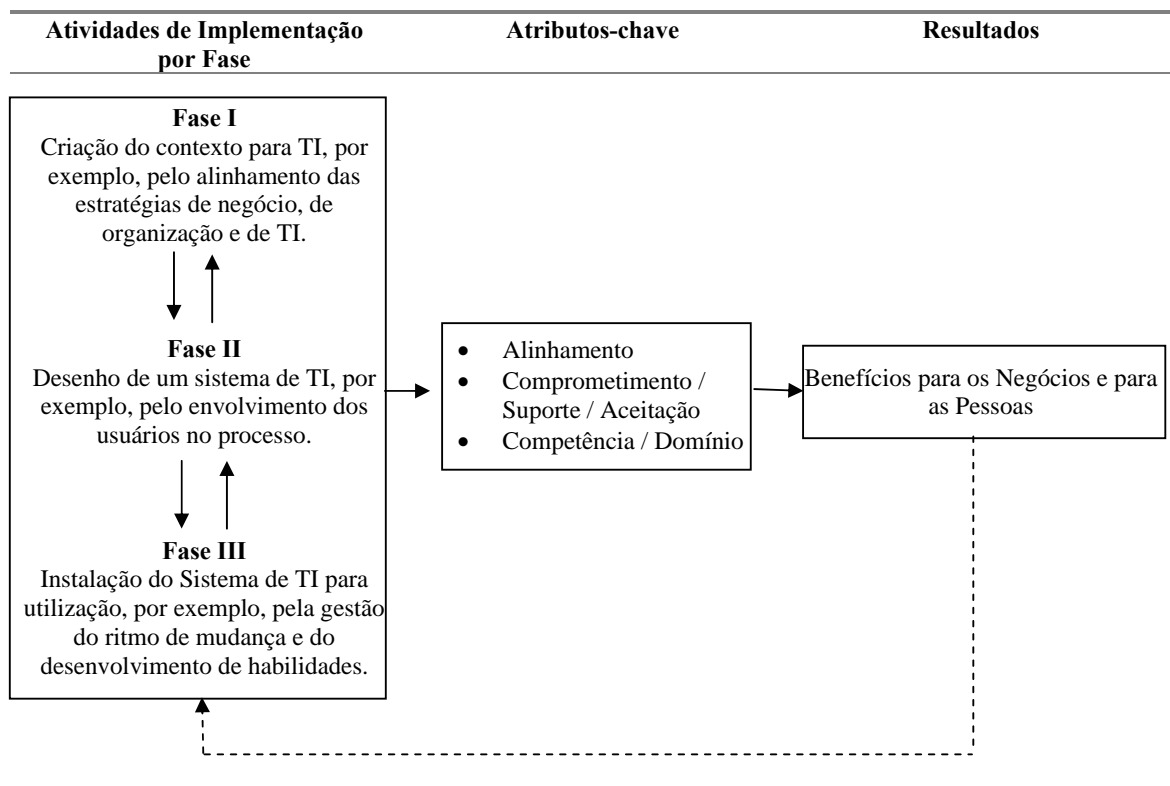 Atividades de Implementação
por Fase
Atributos-chave
Resultados
Fase I
Criação do contexto para TI, por
exemplo, pelo alinhamento das
estratégias de negócio, de
organização e de TI.
Fase II
Desenho de um sistema de TI, por
exemplo, pelo envolvimento dos
usuários no processo.
Fase III
Instalação do Sistema de TI para
utilização, por exemplo, pela gestão
do ritmo de mudança e do
desenvolvimento de habilidades.
• Alinhamento
• Comprometimento /
Suporte / Aceitação
• Competência / Domínio
Benefícios para os Negócios e para
as Pessoas